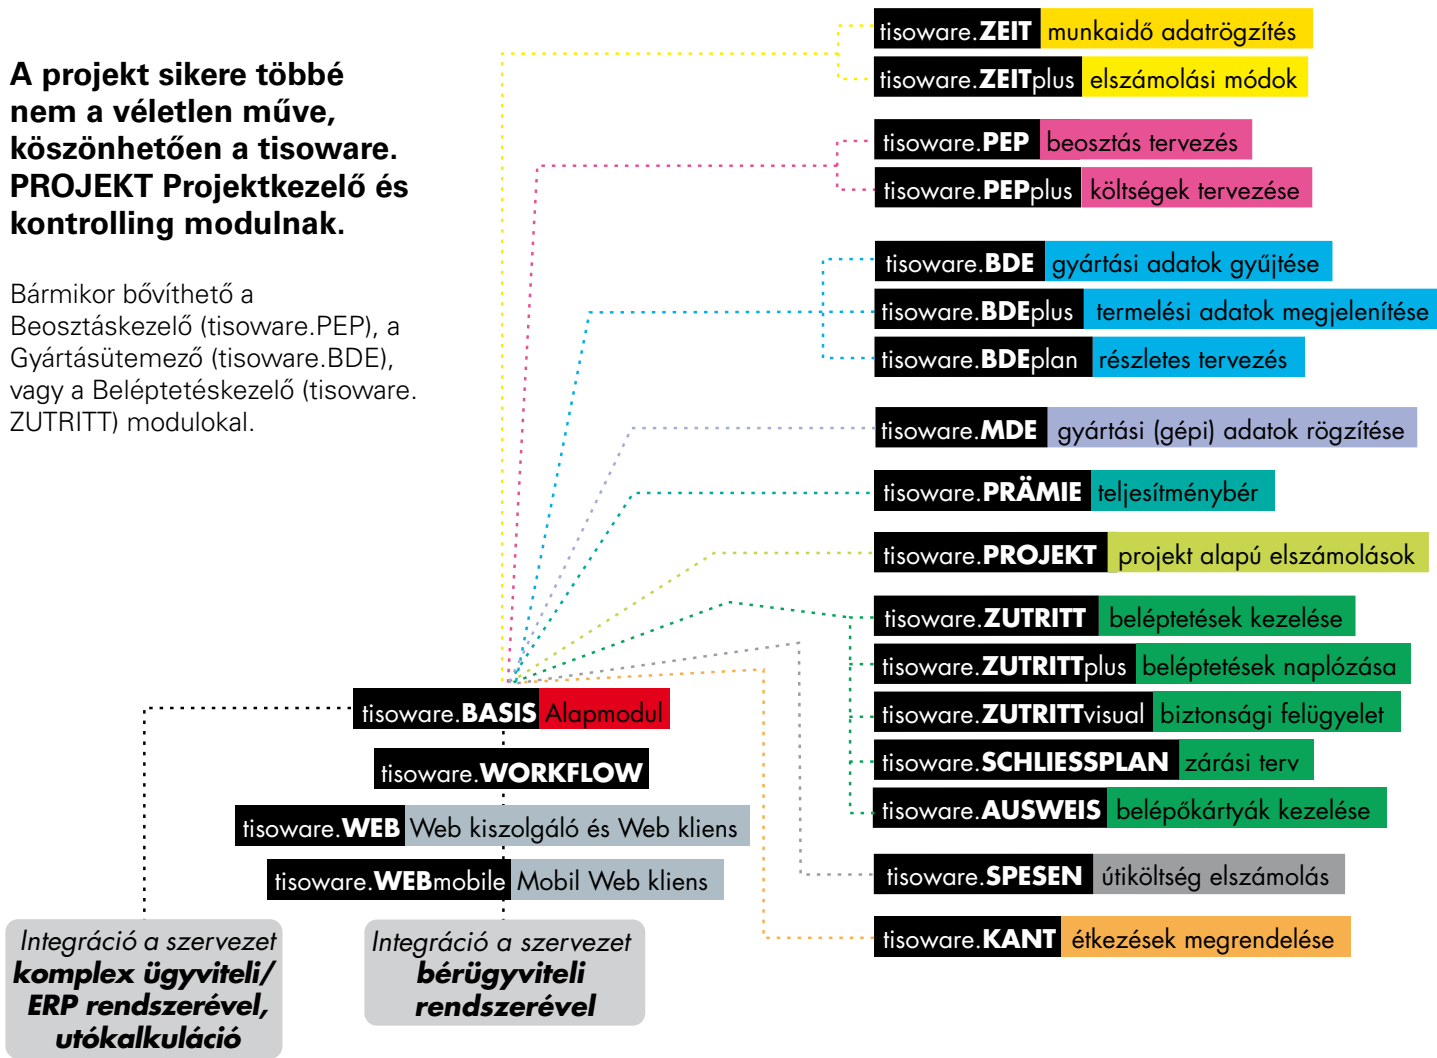 A projekt sikere többé
nem a véletlen műve,
köszönhetően a tisoware.
PROJEKT Projektkezelő és
kontrolling modulnak.
Bármikor bővíthető a
Beosztáskezelő (tisoware.PEP), a
Gyártásütemező (tisoware.BDE),
vagy a Beléptetéskezelő (tisoware.
ZUTRITT) modulokal.
tisoware.ZEIT munkaidő adatrögzítés
tisoware.ZEITplus elszámolási módok
tisoware.PEP beosztás tervezés
tisoware.PEPplus költségek tervezése
tisoware.BDE gyártási adatok gyűjtése
tisoware.BDEplus termelési adatok megjelenítése
tisoware.BDEplan részletes tervezés
tisoware.MDE gyártási (gépi) adatok rögzítése
tisoware.PRÄMIE teljesítménybér
tisoware.PROJEKT projekt alapú elszámolások
tisoware.ZUTRITT beléptetések kezelése
tisoware.ZUTRITTplus beléptetések naplózása
tisoware.ZUTRITTvisual biztonsági felügyelet
tisoware.SCHLIESSPLAN zárási terv
tisoware.AUSWEIS belépőkártyák kezelése
tisoware.SPESEN útiköltség elszámolás
tisoware.KANT étkezések megrendelése
tisoware.BASIS Alapmodul
tisoware.WORKFLOW
tisoware.WEB Web kiszolgáló és Web kliens
tisoware.WEBmobile Mobil Web kliens
Integráció a szervezet
komplex ügyviteli/
ERP rendszerével,
utókalkuláció
Integráció a szervezet
bérügyviteli
rendszerével